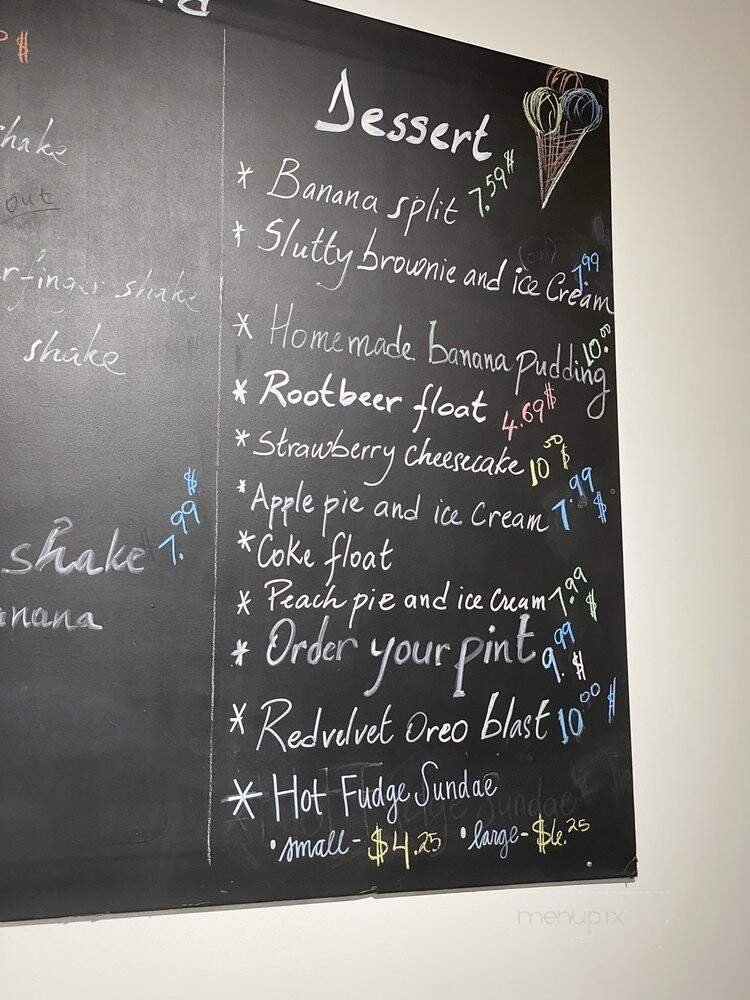 $
shake
out
rfinger shake
shake
$
7.99
shake
anana
Dessert
* Banana split 7.59$
(out)
* Slutty brownie and ice Cream 7.99
* Homemade banana pudding 10.00
* Rootbeer float 4.69$
* Strawberry cheesecake 10.50 $
* Apple pie and ice Cream 7.99 $
* Coke float
* Peach pie and ice Cream 7.99 $
* Order your pint 9.99 $
* Redvelvet Oreo blast 10.00 $
* Hot Fudge Sundae
• small - $4.25 • large - $6.25
menupix